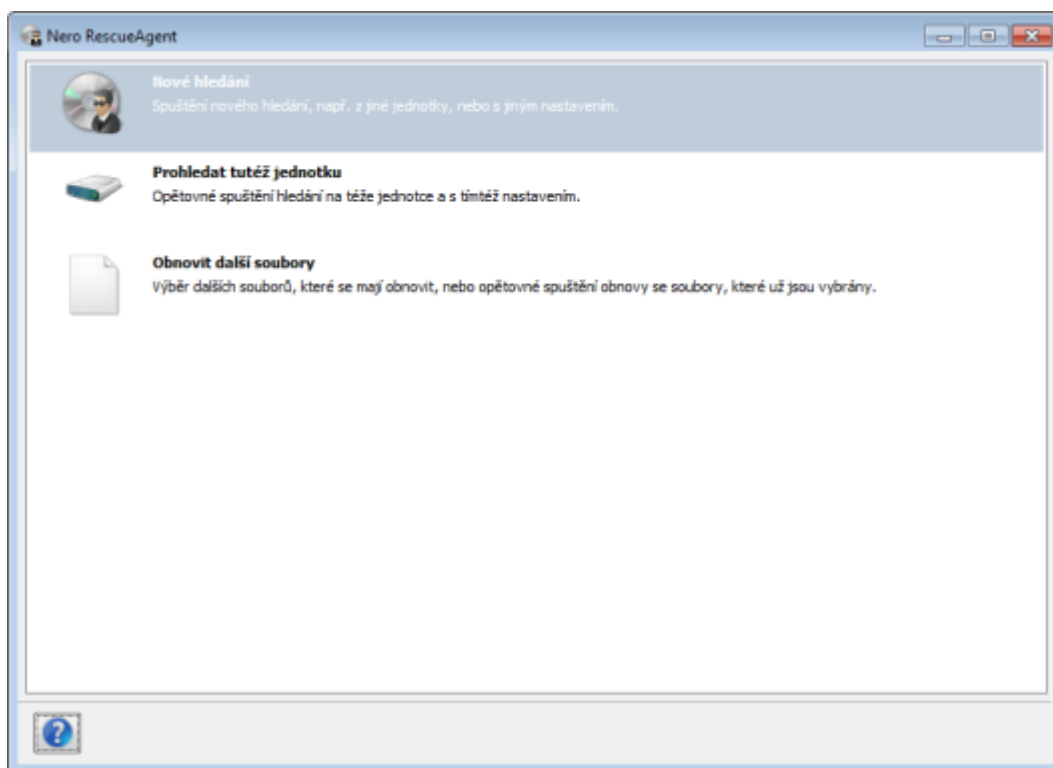 Nero RescueAgent
Nové hledání
Spuštění nového hledání, např. z jiné jednotky, nebo s jiným nastavením.
Prohledat tutéž jednotku
Opětovné spuštění hledání na téže jednotce a s tímtéž nastavením.
Obnovit další soubory
Výběr dalších souborů, které se mají obnovit, nebo opětovné spuštění obnovy se soubory, které už jsou vybrány.
?